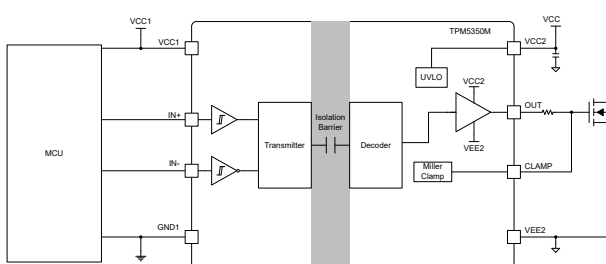 VCC1
VCC1
TPM5350M
VCC
VCC2
UVLO
VCC2
IN+
OUT
Isolation
Barrier
MCU
Transmitter
Decoder
VEE2
IN-
Miller
Clamp
CLAMP
GND1
VEE2